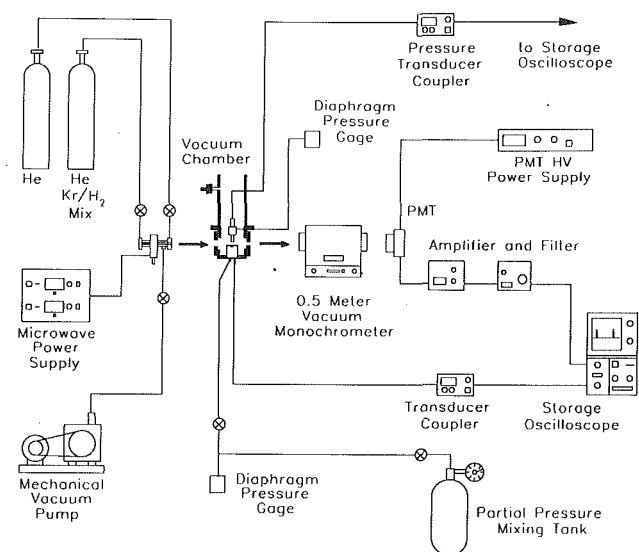 Pressure
Transducer
Coupler
to Storage
Oscilloscope
Diaphragm
Pressure
Gage
Vacuum
Chamber
He
He
Kr/H2
Mix
PMT HV
Power Supply
PMT
Amplifier and Filter
0.5 Meter
Vacuum
Monochrometer
Microwave
Power
Supply
Transducer
Coupler
Storage
Oscilloscope
Mechanical
Vacuum
Pump
Diaphragm
Pressure
Gage
Partial Pressure
Mixing Tank